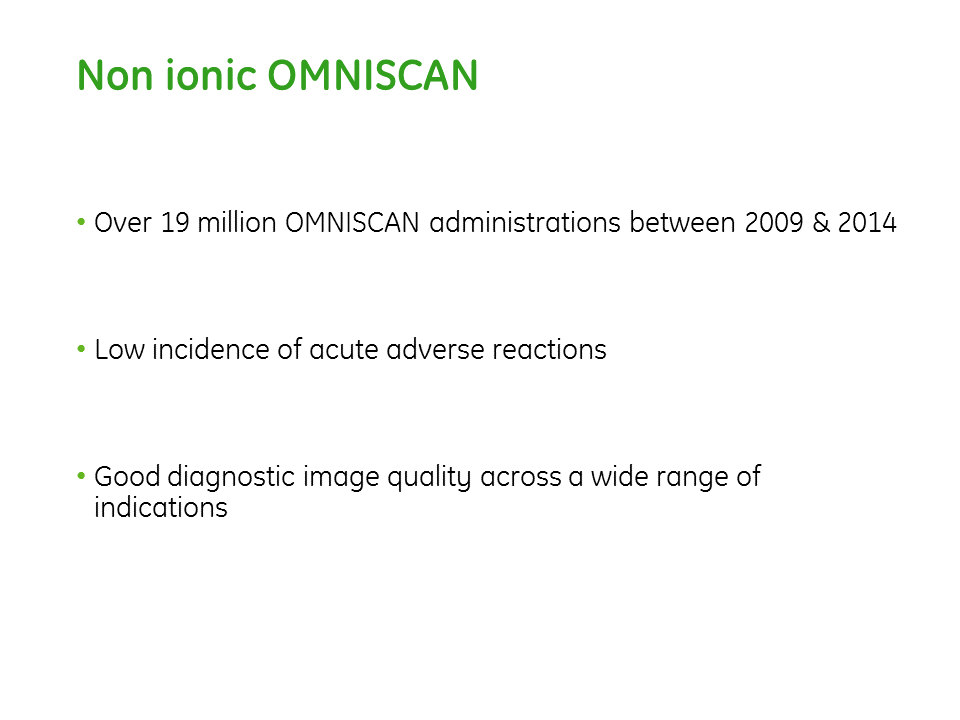 Non ionic OMNISCAN
• Over 19 million OMNISCAN administrations between 2009 & 2014
• Low incidence of acute adverse reactions
• Good diagnostic image quality across a wide range of
indications